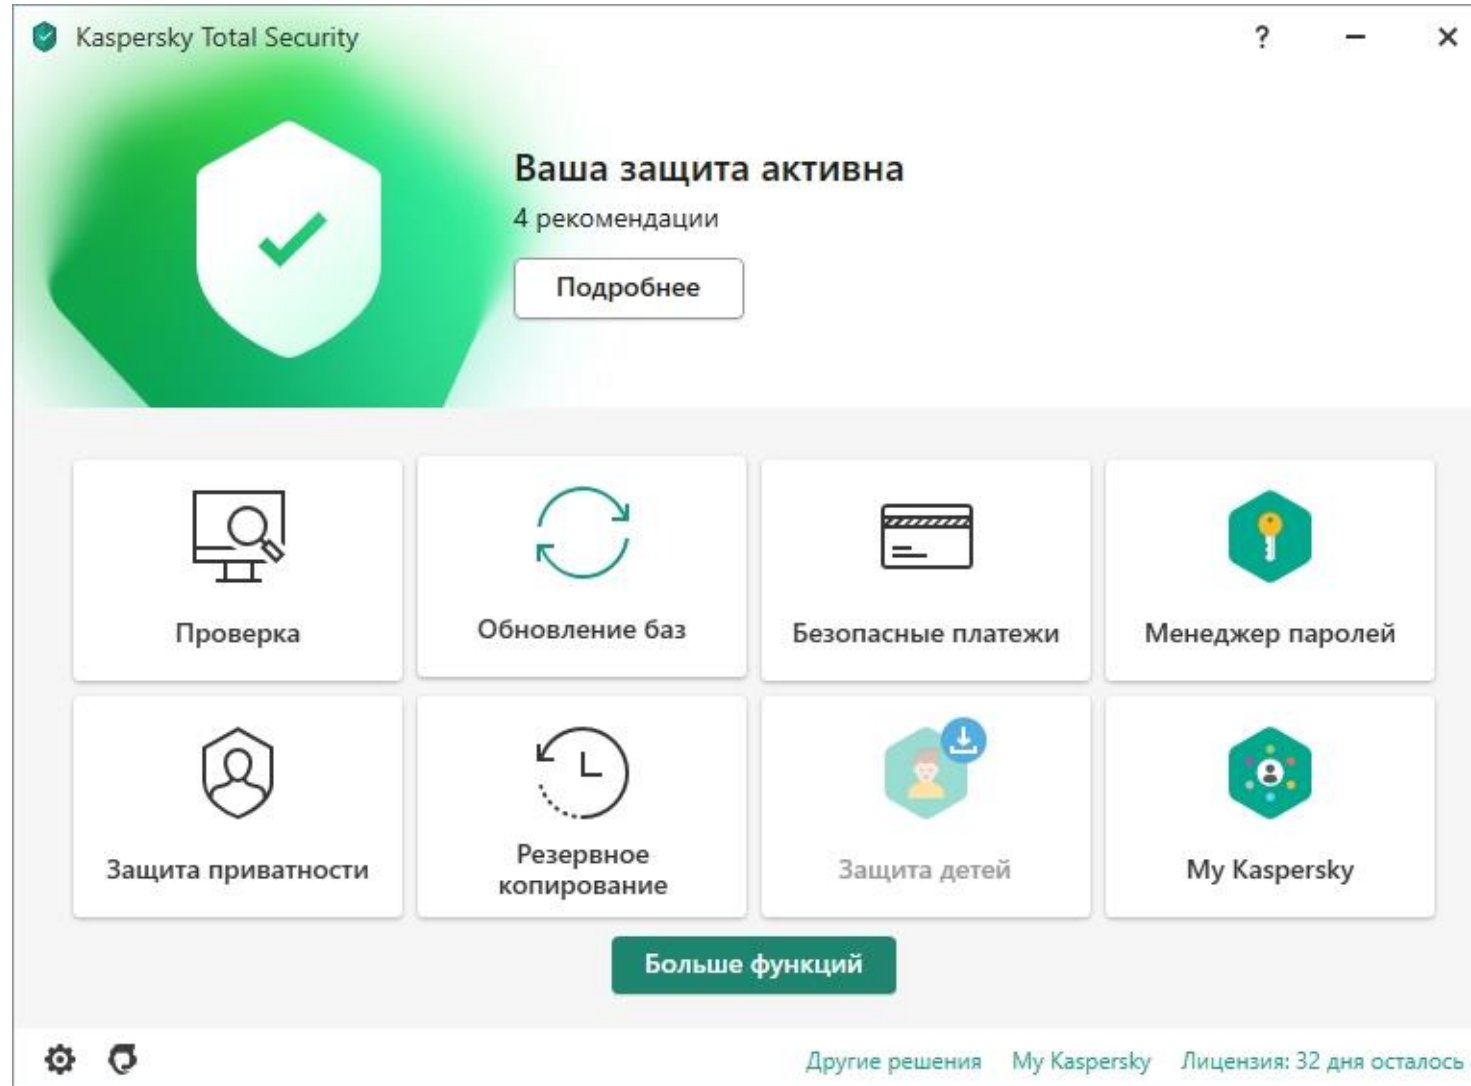 Kaspersky Total Security
?
Ваша защита активна
4 рекомендации
Подробнее
Проверка
Обновление баз
Безопасные платежи
Менеджер паролей
Защита приватности
Резервное
копирование
Защита детей
My Kaspersky
Больше функций
Другие решения
My Kaspersky
Лицензия: 32 дня осталось